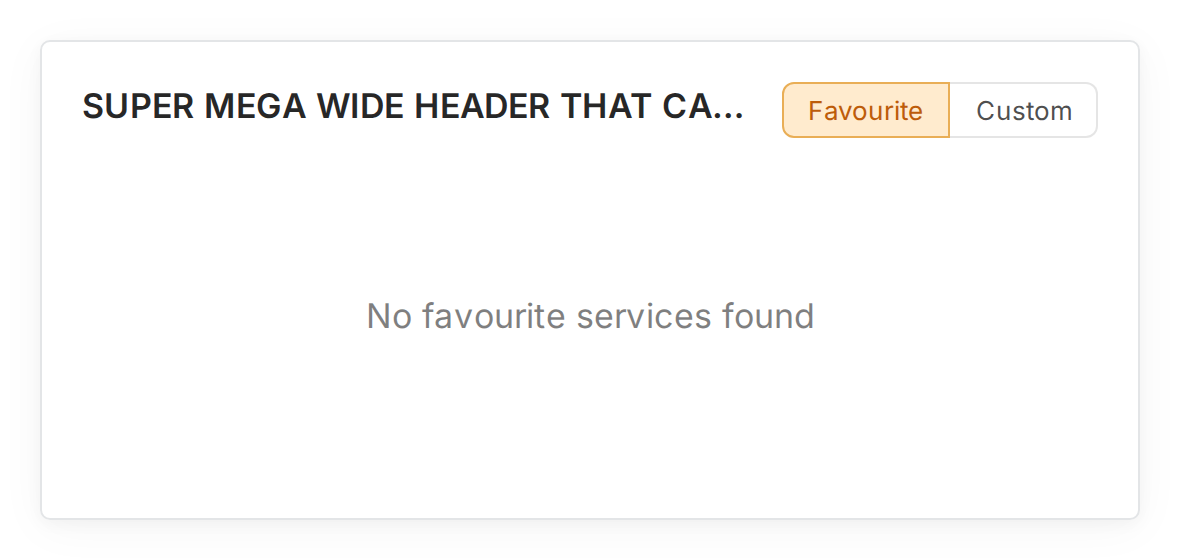 SUPER MEGA WIDE HEADER THAT CA...
Favourite
Custom
No favourite services found